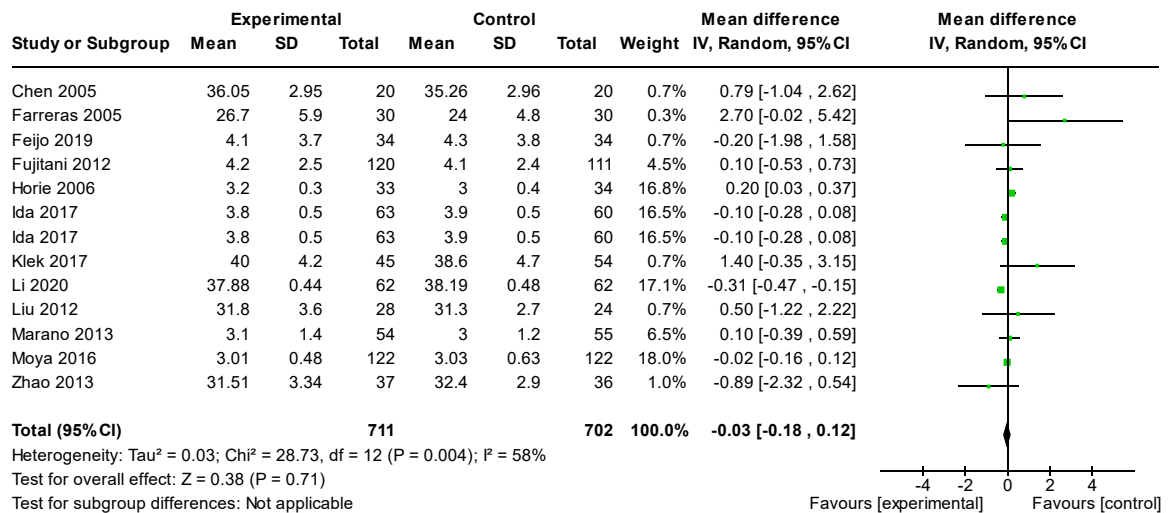 Experimental Control Mean difference Mean difference
Study or Subgroup Mean SD Total Mean SD Total Weight IV, Random, 95%CI IV, Random, 95%CI
Chen 2005 36.05 2.95 20 35.26 2.96 20 0.7% 0.79 [-1.04 , 2.62]
Farreras 2005 26.7 5.9 30 24 4.8 30 0.3% 2.70 [-0.02 , 5.42]
Feijo 2019 4.1 3.7 34 4.3 3.8 34 0.7% -0.20 [-1.98 , 1.58]
Fujitani 2012 4.2 2.5 120 4.1 2.4 111 4.5% 0.10 [-0.53 , 0.73]
Horie 2006 3.2 0.3 33 3 0.4 34 16.8% 0.20 [0.03 , 0.37]
Ida 2017 3.8 0.5 63 3.9 0.5 60 16.5% -0.10 [-0.28 , 0.08]
Ida 2017 3.8 0.5 63 3.9 0.5 60 16.5% -0.10 [-0.28 , 0.08]
Klek 2017 40 4.2 45 38.6 4.7 54 0.7% 1.40 [-0.35 , 3.15]
Li 2020 37.88 0.44 62 38.19 0.48 62 17.1% -0.31 [-0.47 , -0.15]
Liu 2012 31.8 3.6 28 31.3 2.7 24 0.7% 0.50 [-1.22 , 2.22]
Marano 2013 3.1 1.4 54 3 1.2 55 6.5% 0.10 [-0.39 , 0.59]
Moya 2016 3.01 0.48 122 3.03 0.63 122 18.0% -0.02 [-0.16 , 0.12]
Zhao 2013 31.51 3.34 37 32.4 2.9 36 1.0% -0.89 [-2.32 , 0.54]
Total (95%CI) 711 702 100.0% -0.03 [-0.18 , 0.12]
Heterogeneity: Tau² = 0.03; Chi² = 28.73, df = 12 (P = 0.004); I² = 58%
Test for overall effect: Z = 0.38 (P = 0.71)
Test for subgroup differences: Not applicable
-4 -2 0 2 4
Favours [experimental] Favours [control]